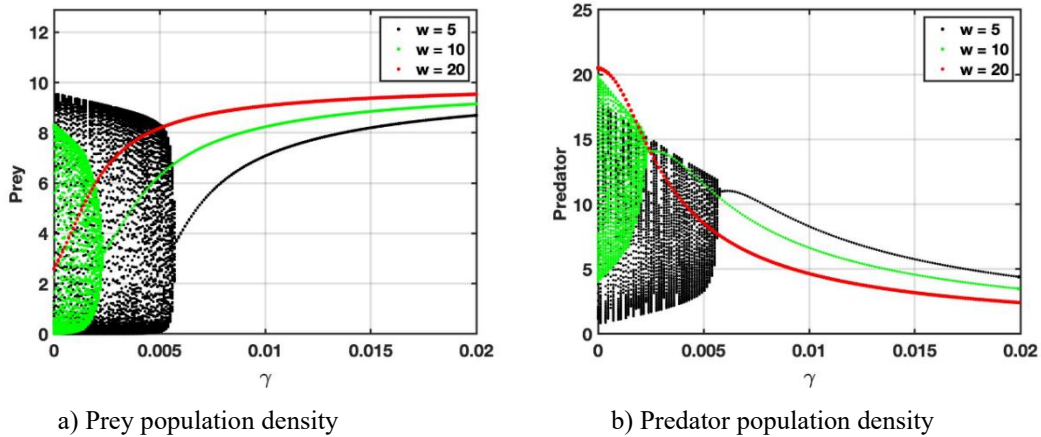 12
10
8
6
4
2
0
Prey
0
0.005
0.01
0.015
0.02
γ
w = 5
w = 10
w = 20
a) Prey population density
25
20
15
10
5
0
Predator
0
0.005
0.01
0.015
0.02
γ
w = 5
w = 10
w = 20
b) Predator population density